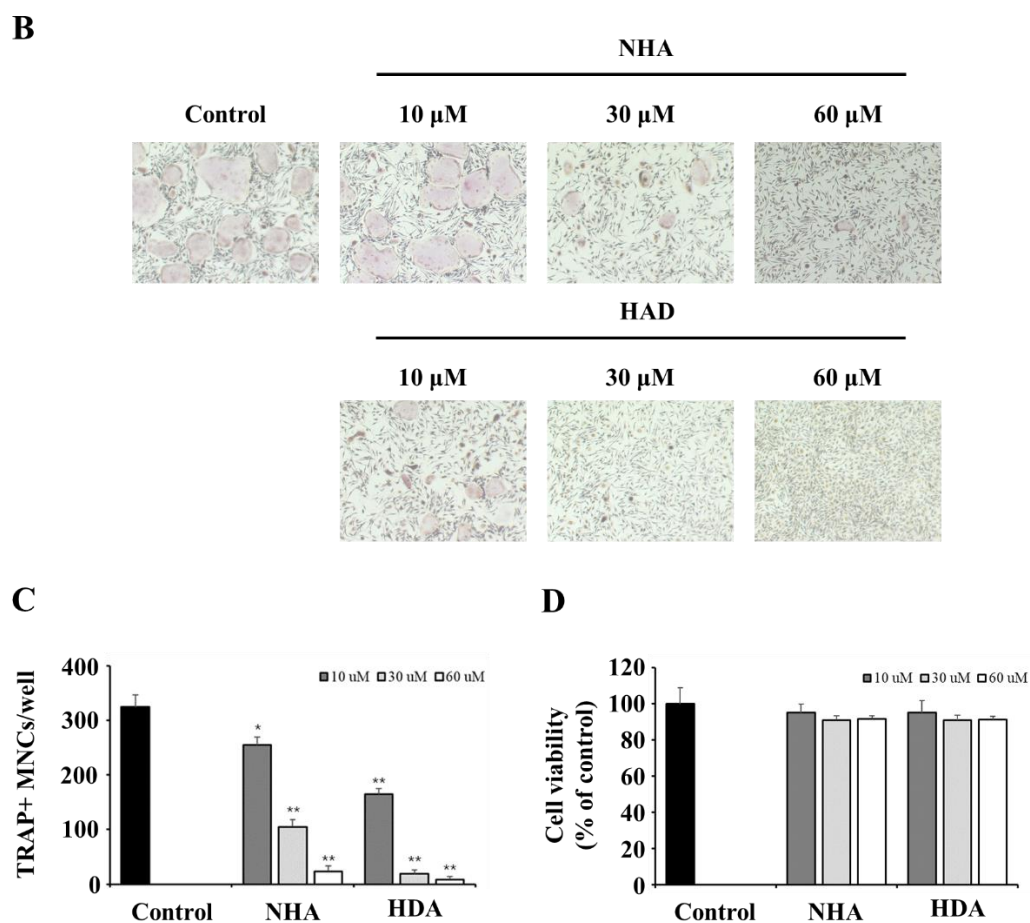 B
NHA
Control 10 μM 30 μM 60 μM
HAD
10 μM 30 μM 60 μM
C
TRAP+ MNCs/well
400
300
200
100
0
10 uM 30 uM 60 uM
*
**
**
**
**
**
Control NHA HDA
D
Cell viability
(% of control)
120
100
80
60
40
20
0
10 uM 30 uM 60 uM
Control NHA HDA